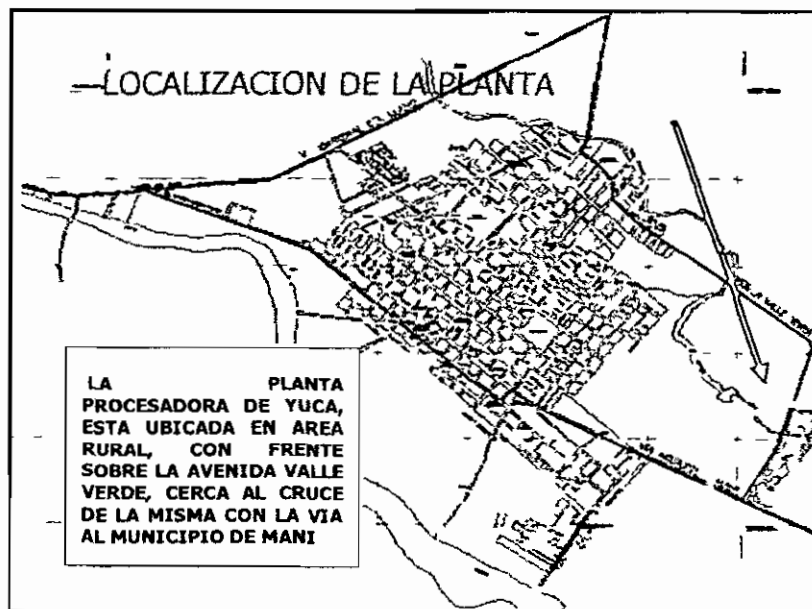 LOCALIZACION DE LA PLANTA
LA PLANTA
PROCESADORA DE YUCA,
ESTA UBICADA EN AREA
RURAL, CON FRENTE
SOBRE LA AVENIDA VALLE
VERDE, CERCA AL CRUCE
DE LA MISMA CON LA VIA
AL MUNICIPIO DE MANI